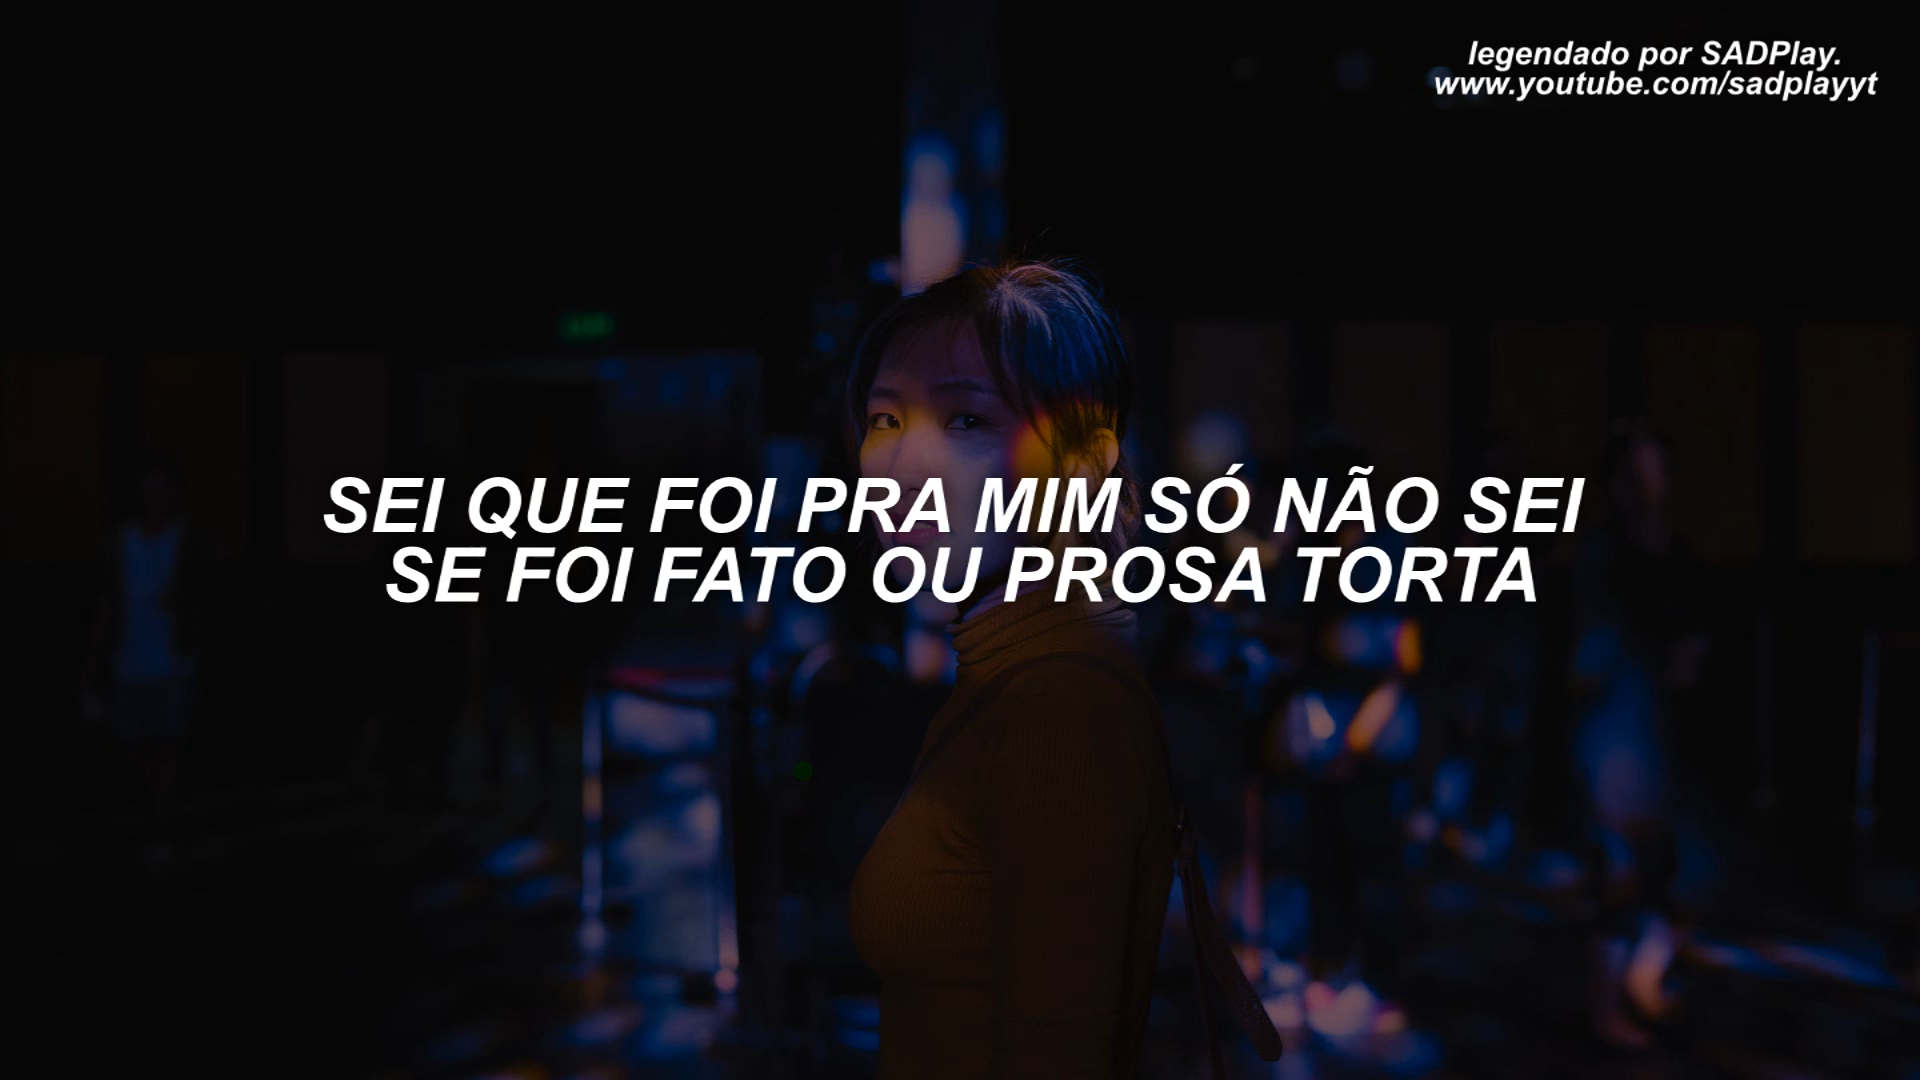 legendado por SADPlay.
www.youtube.com/sadplayyt
SEI QUE FOI PRA MIM SÓ NÃO SEI
SE FOI FATO OU PROSA TORTA